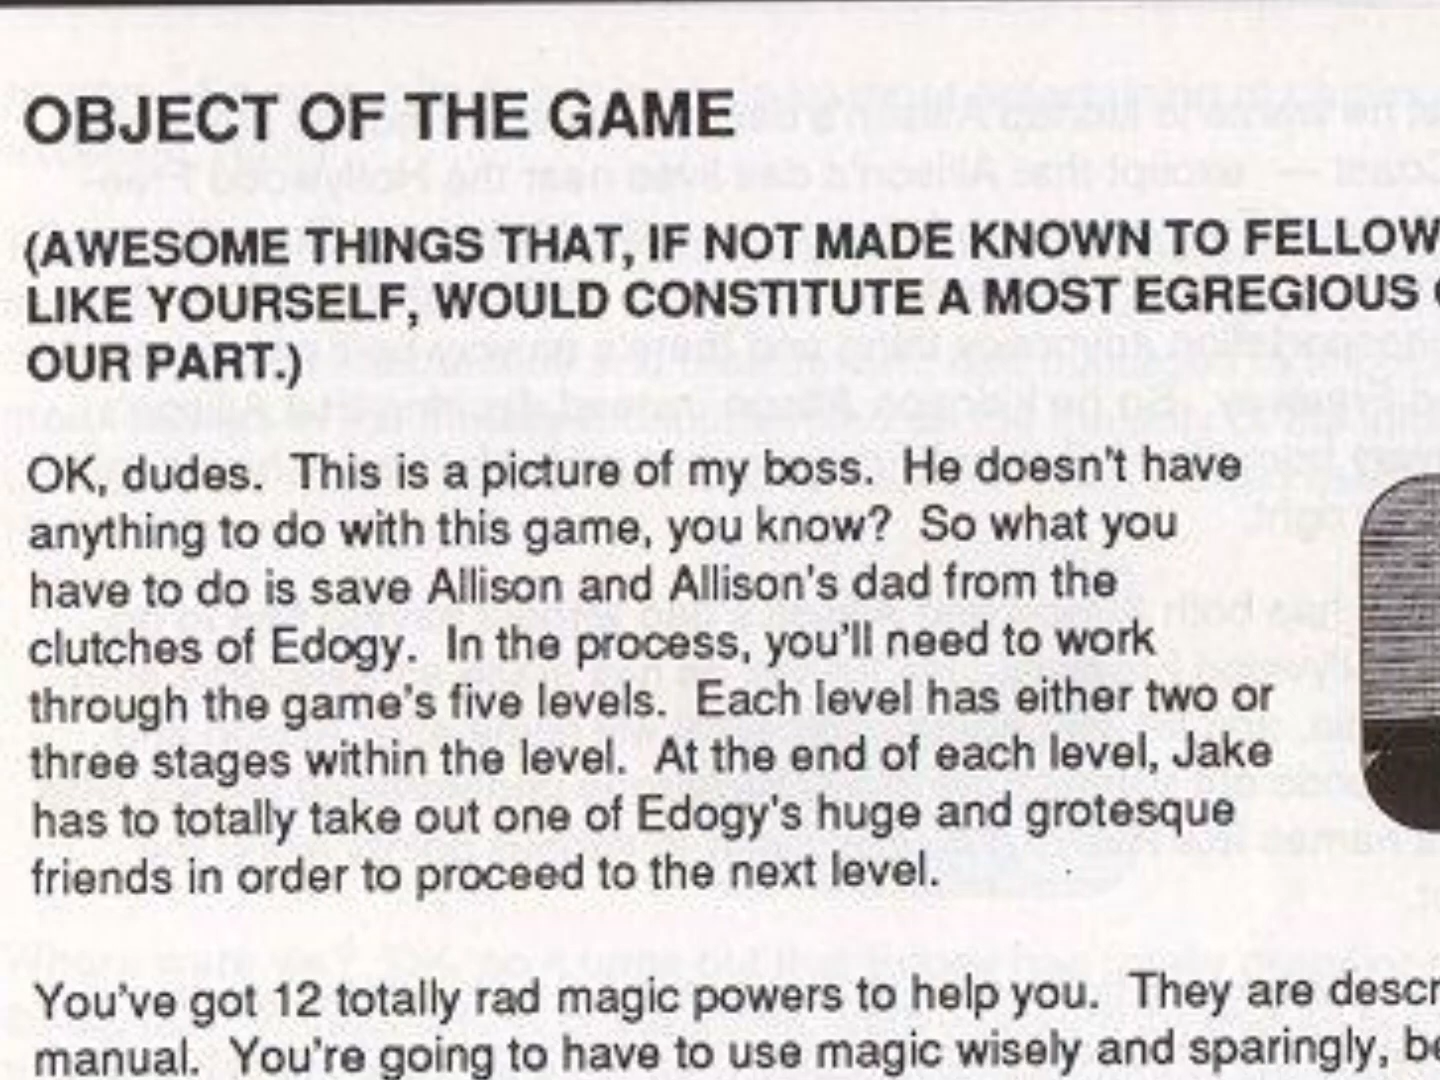 OBJECT OF THE GAME
(AWESOME THINGS THAT, IF NOT MADE KNOWN TO FELLOW
LIKE YOURSELF, WOULD CONSTITUTE A MOST EGREGIOUS
OUR PART.)
OK, dudes. This is a picture of my boss. He doesn't have
anything to do with this game, you know? So what you
have to do is save Allison and Allison's dad from the
clutches of Edogy. In the process, you'll need to work
through the game's five levels. Each level has either two or
three stages within the level. At the end of each level, Jake
has to totally take out one of Edogy's huge and grotesque
friends in order to proceed to the next level.
You've got 12 totally rad magic powers to help you. They are descr
manual. You're going to have to use magic wisely and sparingly, be